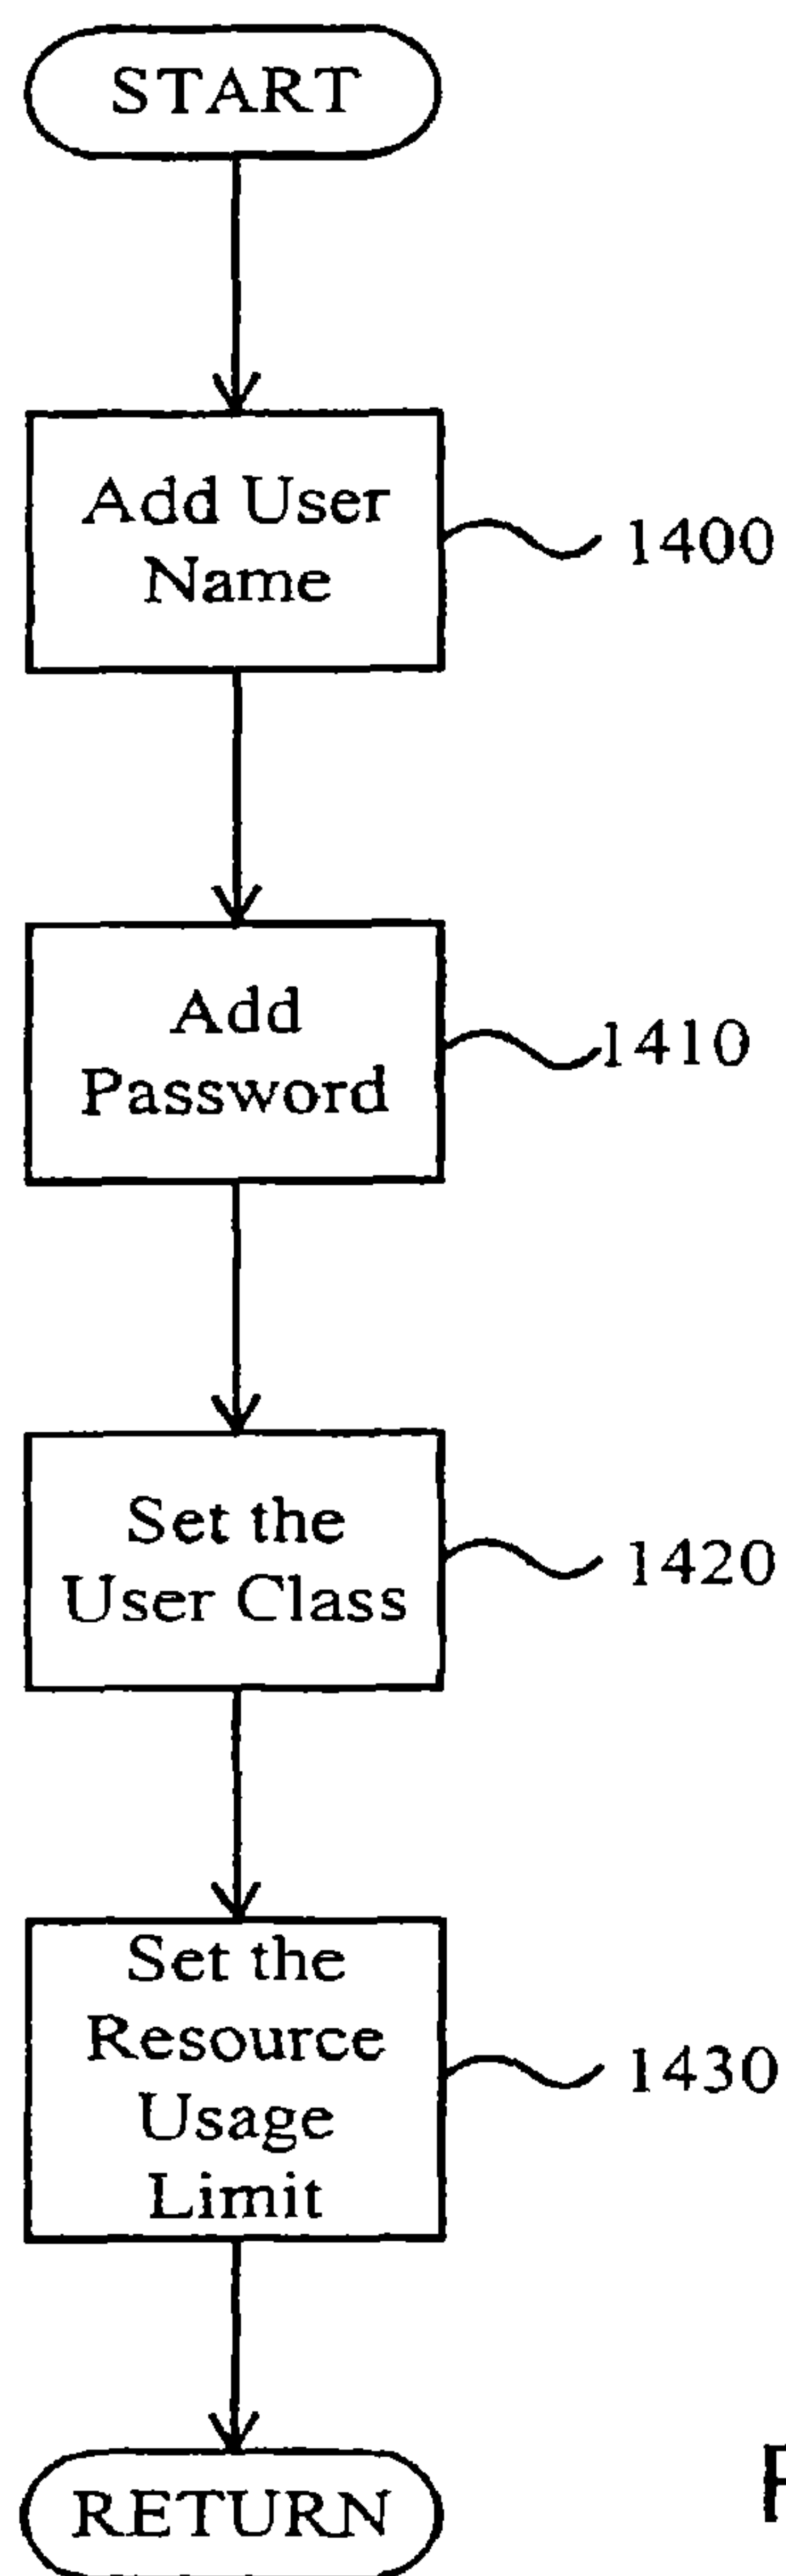 START
Add User
Name
1400
Add
Password
1410
Set the
User Class
1420
Set the
Resource
Usage
Limit
1430
RETURN